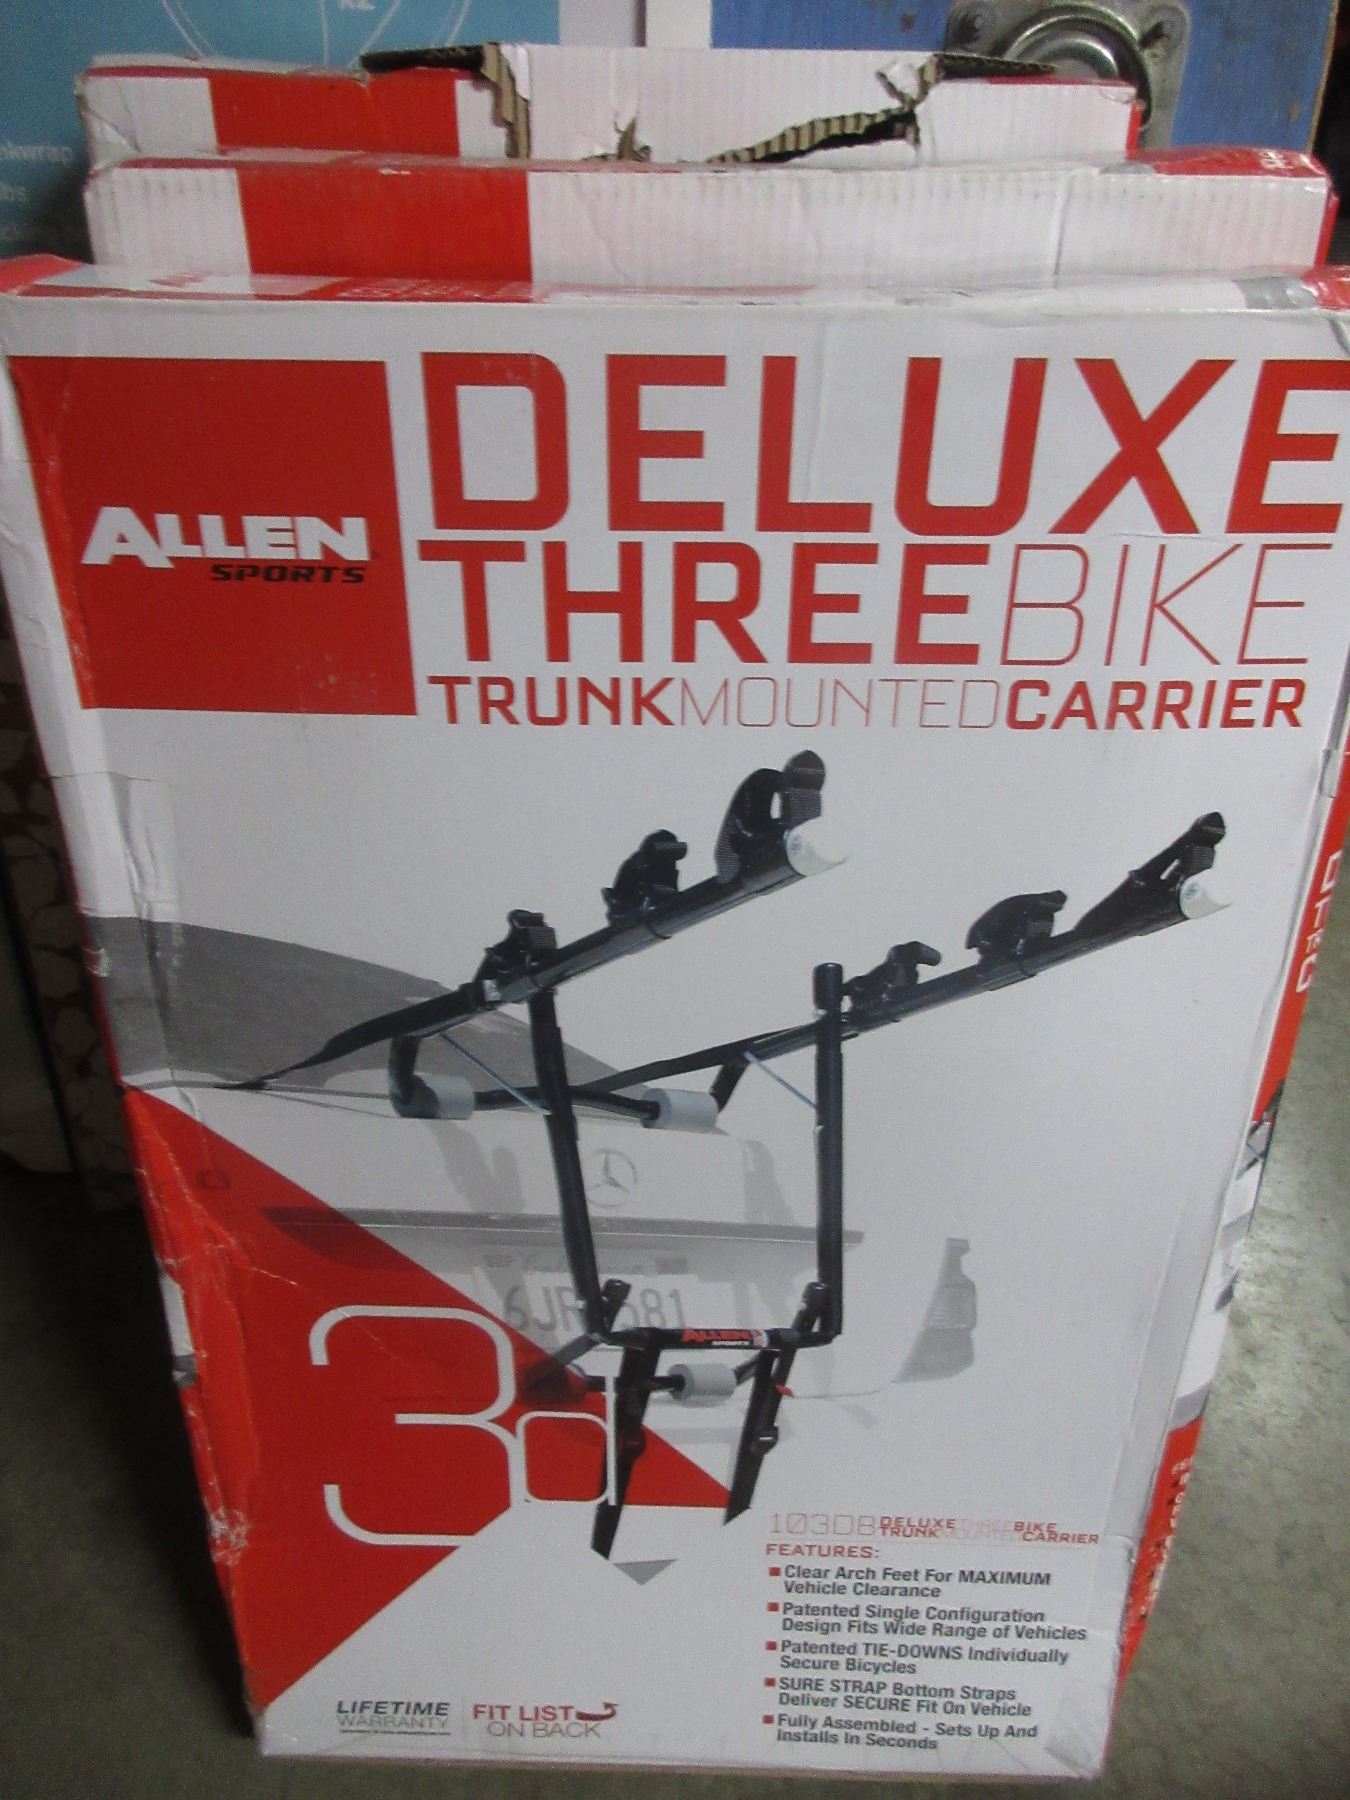 ALLEN
SPORTS
DELUXE
THREEBIKE
TRUNKMOUNTEDCARRIER
ALLEN
SPORTS
3d
103DB DELUXE THREE BIKE
TRUNK MOUNTED CARRIER
FEATURES:
Clear Arch Feet For MAXIMUM
Vehicle Clearance
Patented Single Configuration
Design Fits Wide Range of Vehicles
Patented TIE-DOWNS Individually
Secure Bicycles
SURE STRAP Bottom Straps
Deliver SECURE Fit On Vehicle
Fully Assembled - Sets Up And
Installs In Seconds
LIFETIME
WARRANTY
FIT LIST
ON BACK